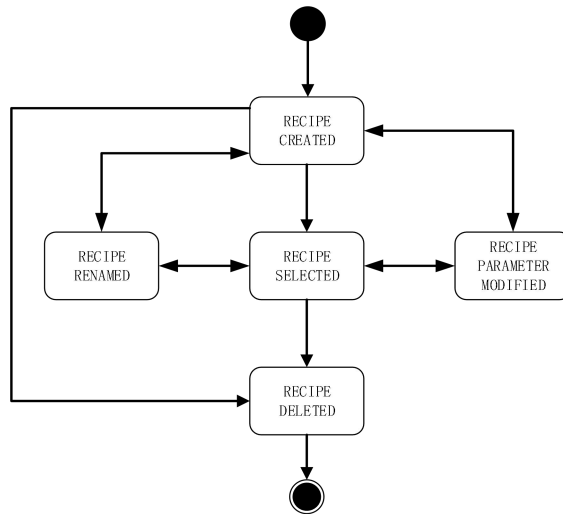 RECIPE
CREATED
RECIPE
RENAMED
RECIPE
SELECTED
RECIPE
PARAMETER
MODIFIED
RECIPE
DELETED